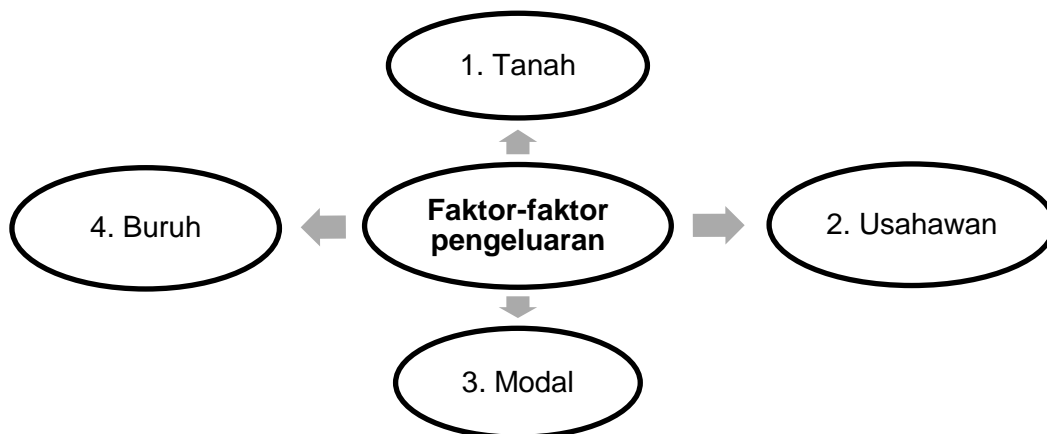 1. Tanah
4. Buruh
Faktor-faktor
pengeluaran
2. Usahawan
3. Modal